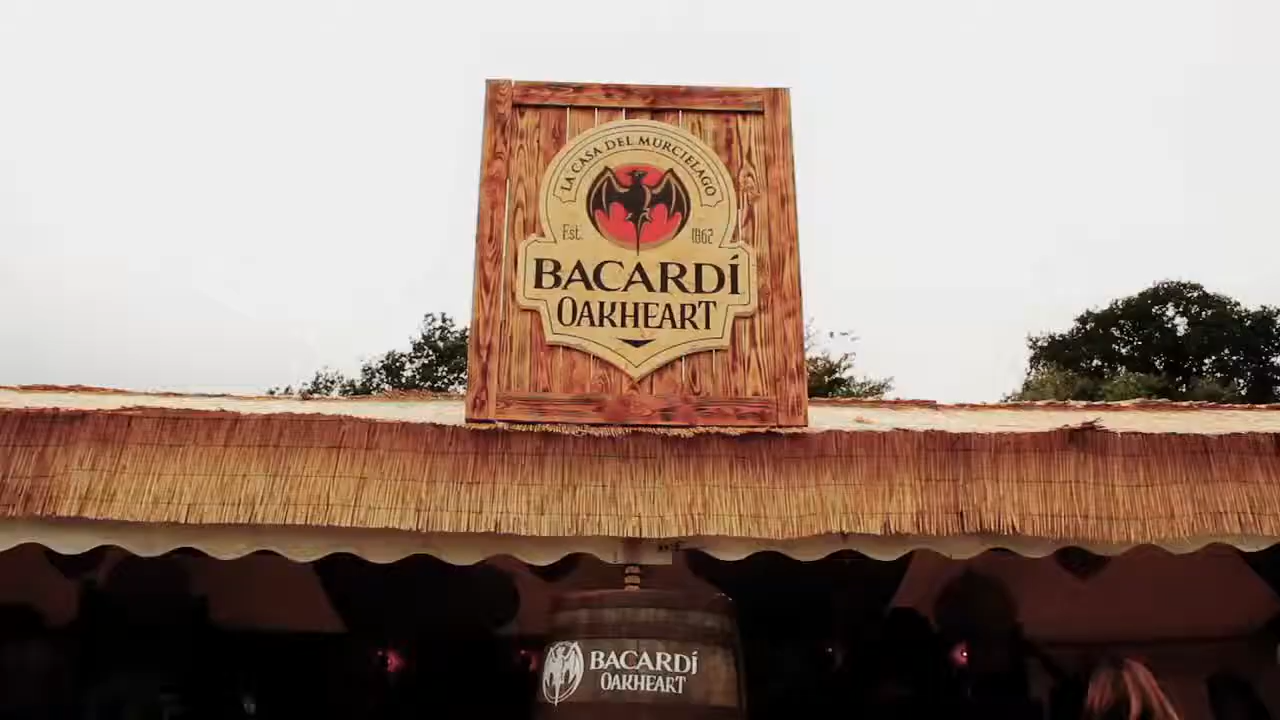 LA CASA DEL MURCIELAGO
Est. 1862
BACARDÍ
OAKHEART
BACARDÍ
OAKHEART